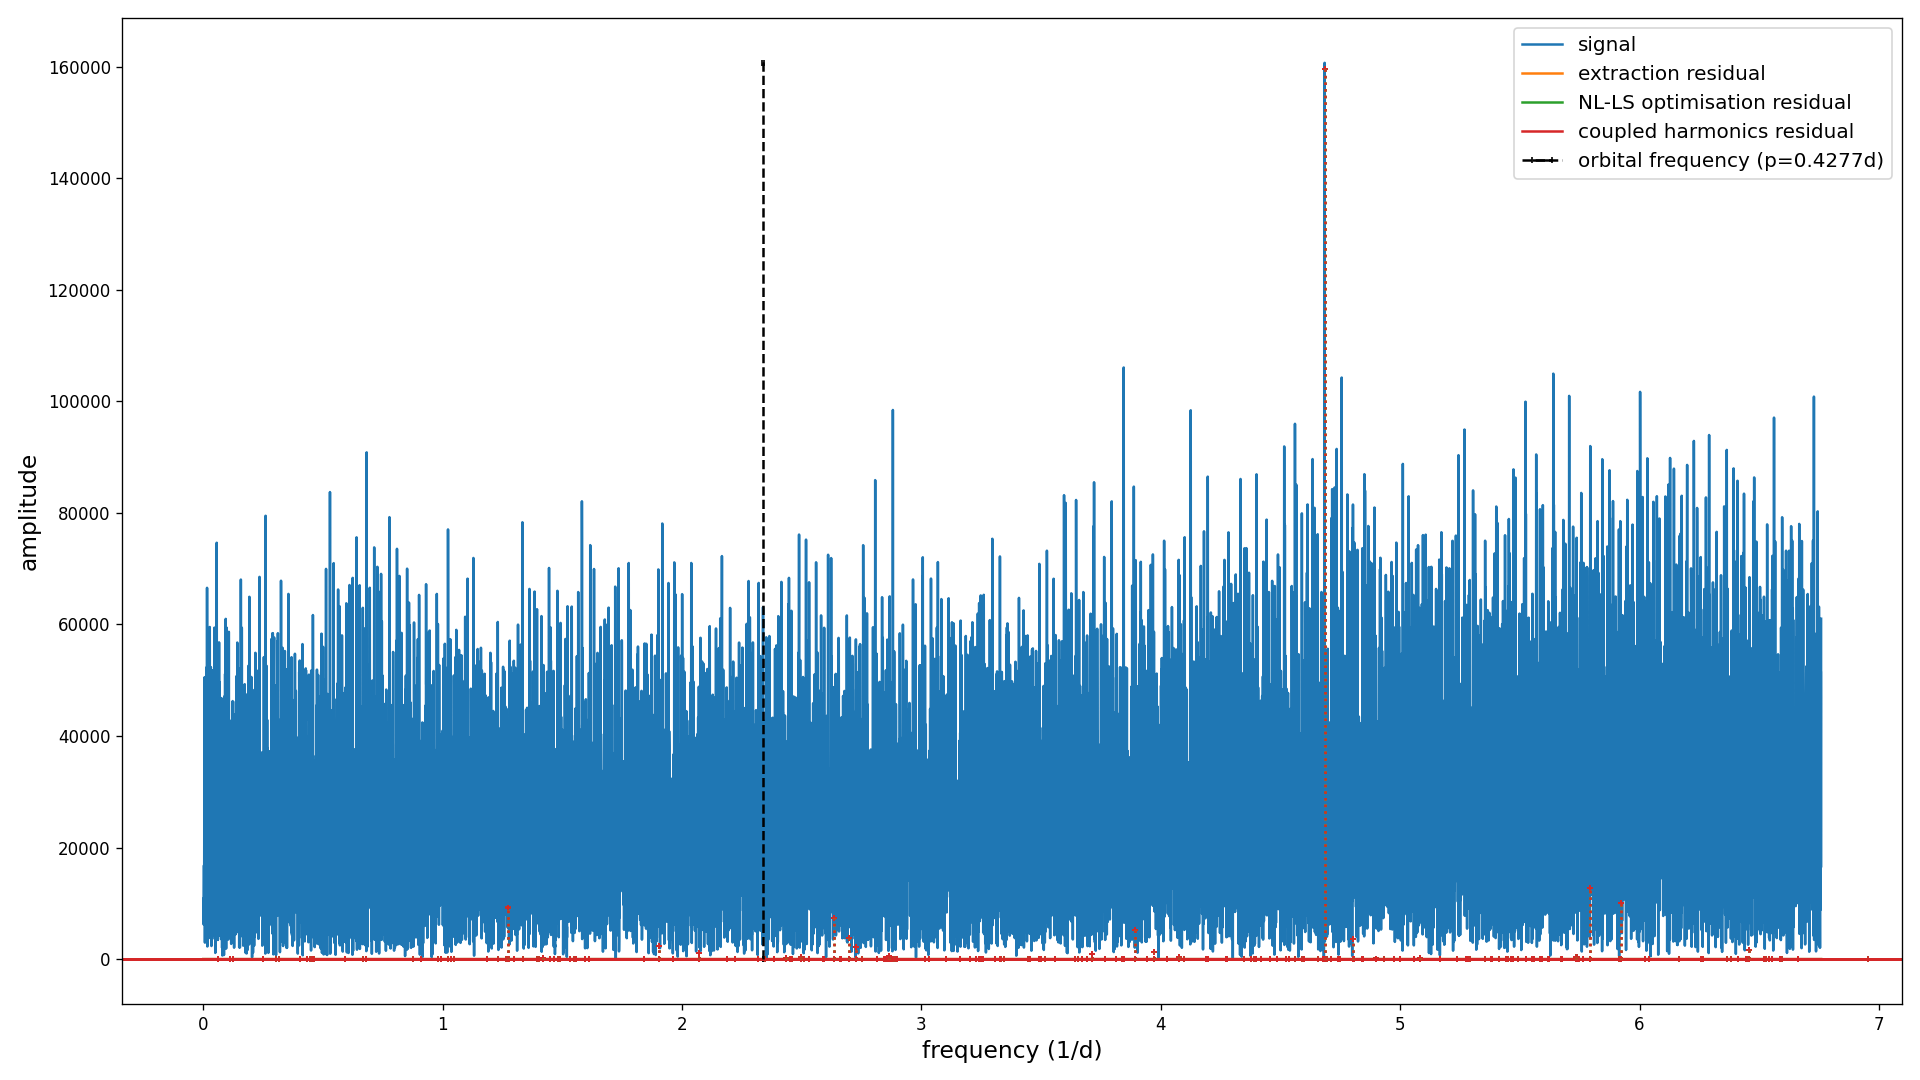 signal
extraction residual
NL-LS optimisation residual
coupled harmonics residual
orbital frequency (p=0.4277d)
160000
140000
120000
100000
80000
60000
40000
20000
0
amplitude
0 1 2 3 4 5 6 7
frequency (1/d)